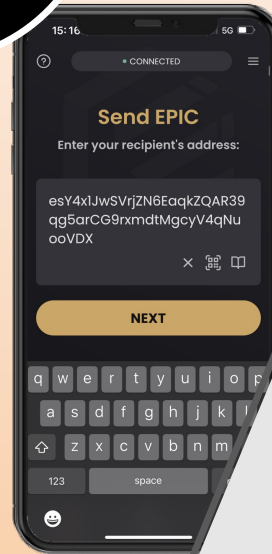 15:16
5G
CONNECTED
Send EPIC
Enter your recipient's address:
esY4x1JwSVrjZN6EaqkZQAR39
qg5arCG9rxmdtMgcyV4qNu
ooVDX
NEXT
q w e r t y u i o p
a s d f g h j k l
z x c v b n m
123 space